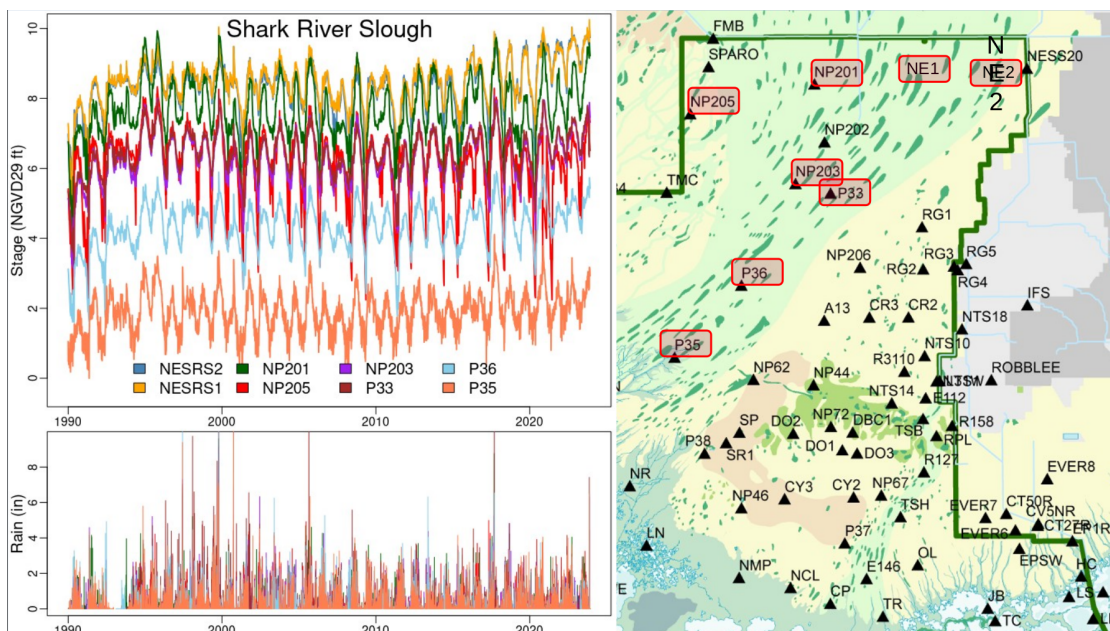 Shark River Slough
Stage (NGVD29 ft)
10
8
6
4
2
0
NESRS2
NESRS1
NP201
NP205
NP203
P33
P36
P35
1990
2000
2010
2020
Rain (in)
8
6
4
2
0
1990
2000
2010
2020
FMB
SPARO
NP201
NE1
NE2
N
E
2
NESS20
NP205
NP202
NP203
P33
TMC
RG1
NP206
RG2
RG3
RG5
RG4
P36
IFS
A13
CR3
CR2
NTS18
NTS10
P35
R3110
NP62
NP44
ROBBLEE
NTS14
E112
SP
DO2
NP72
DBC1
TSB
R158
RPL
P38
SR1
DO1
DO3
R127
NR
EVER8
NP46
CY3
CY2
NP67
TSH
EVER7
CT50R
CV5NR
CT27R
EVER6
EP1R
LN
P37
EPSW
NMP
NCL
E146
OL
HC
CP
TR
JB
TC
LS
E